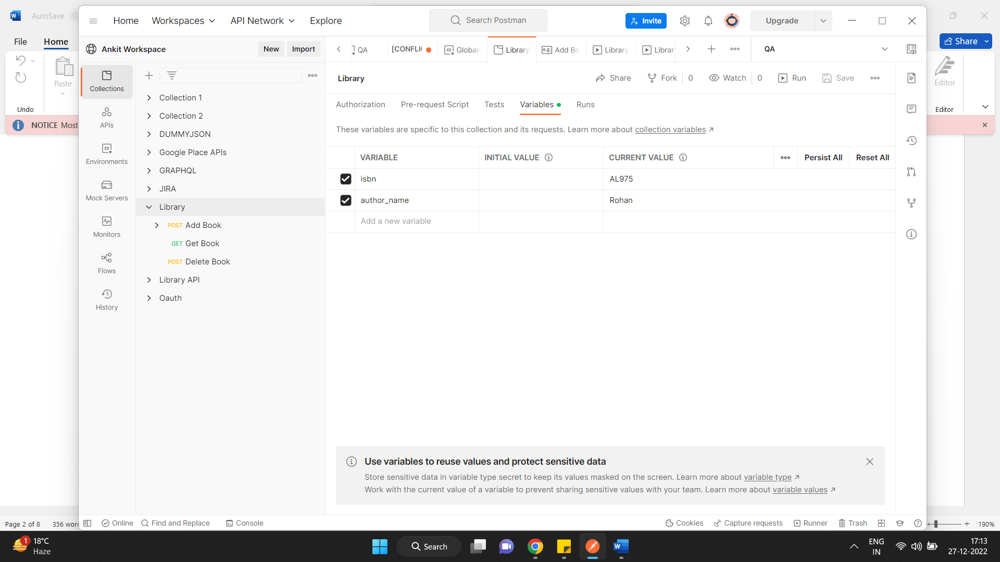 AutoSave
File
Home
Share
Paste
Undo
Editor
Editor
NOTICE Most
Home
Workspaces
API Network
Explore
Search Postman
Invite
Upgrade
Ankit Workspace
New
Import
QA
[CONFLI
Globals
Library
e.g. Add Bo
Library
Librar
QA
Collections
APIs
Environments
Mock Servers
Monitors
Flows
History
Collection 1
Collection 2
DUMMYJSON
Google Place APIs
GRAPHQL
JIRA
Library
POST Add Book
GET Get Book
POST Delete Book
Library API
Oauth
Library
Share
Fork 0
Watch 0
Run
Save
Authorization
Pre-request Script
Tests
Variables
Runs
These variables are specific to this collection and its requests. Learn more about collection variables ↗
VARIABLE
INITIAL VALUE
CURRENT VALUE
Persist All
Reset All
isbn AL975
author_name Rohan
Add a new variable
Use variables to reuse values and protect sensitive data
Store sensitive data in variable type secret to keep its values masked on the screen. Learn more about variable type ↗
Work with the current value of a variable to prevent sharing sensitive values with your team. Learn more about variable values ↗
Online
Find and Replace
Console
Cookies
Capture requests
Runner
Trash
Page 2 of 8
356 wor
190%
1
18°C
Haze
Search
ENG
IN
17:13
27-12-2022